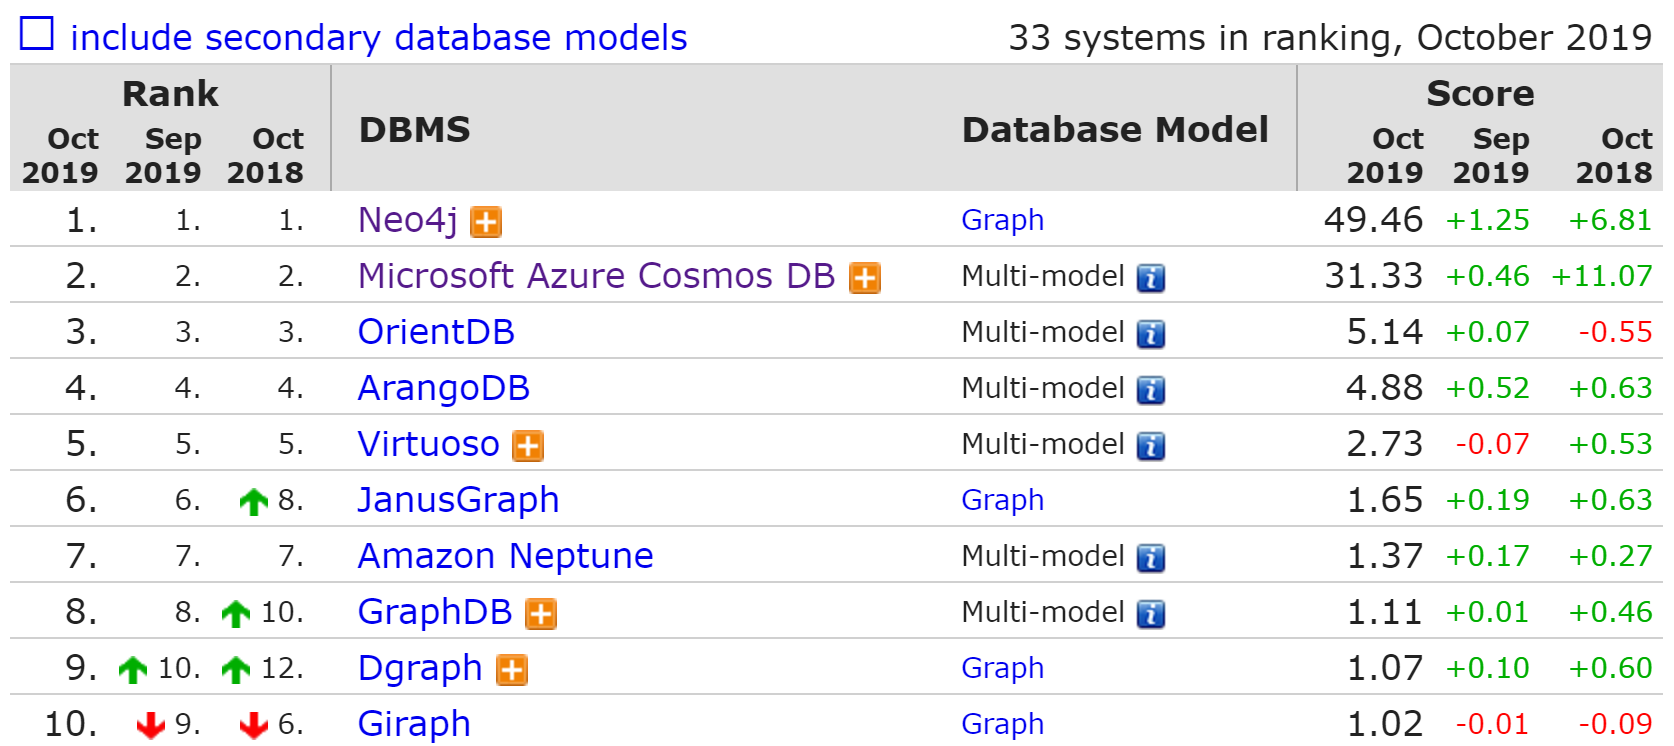 include secondary database models 33 systems in ranking, October 2019
Rank DBMS Database Model Score
Oct 2019 Sep 2019 Oct 2018 Oct 2019 Sep 2019 Oct 2018
1. 1. 1. Neo4j Graph 49.46 +1.25 +6.81
2. 2. 2. Microsoft Azure Cosmos DB Multi-model 31.33 +0.46 +11.07
3. 3. 3. OrientDB Multi-model 5.14 +0.07 -0.55
4. 4. 4. ArangoDB Multi-model 4.88 +0.52 +0.63
5. 5. 5. Virtuoso Multi-model 2.73 -0.07 +0.53
6. 6. 8. JanusGraph Graph 1.65 +0.19 +0.63
7. 7. 7. Amazon Neptune Multi-model 1.37 +0.17 +0.27
8. 8. 10. GraphDB Multi-model 1.11 +0.01 +0.46
9. 10. 12. Dgraph Graph 1.07 +0.10 +0.60
10. 9. 6. Giraph Graph 1.02 -0.01 -0.09